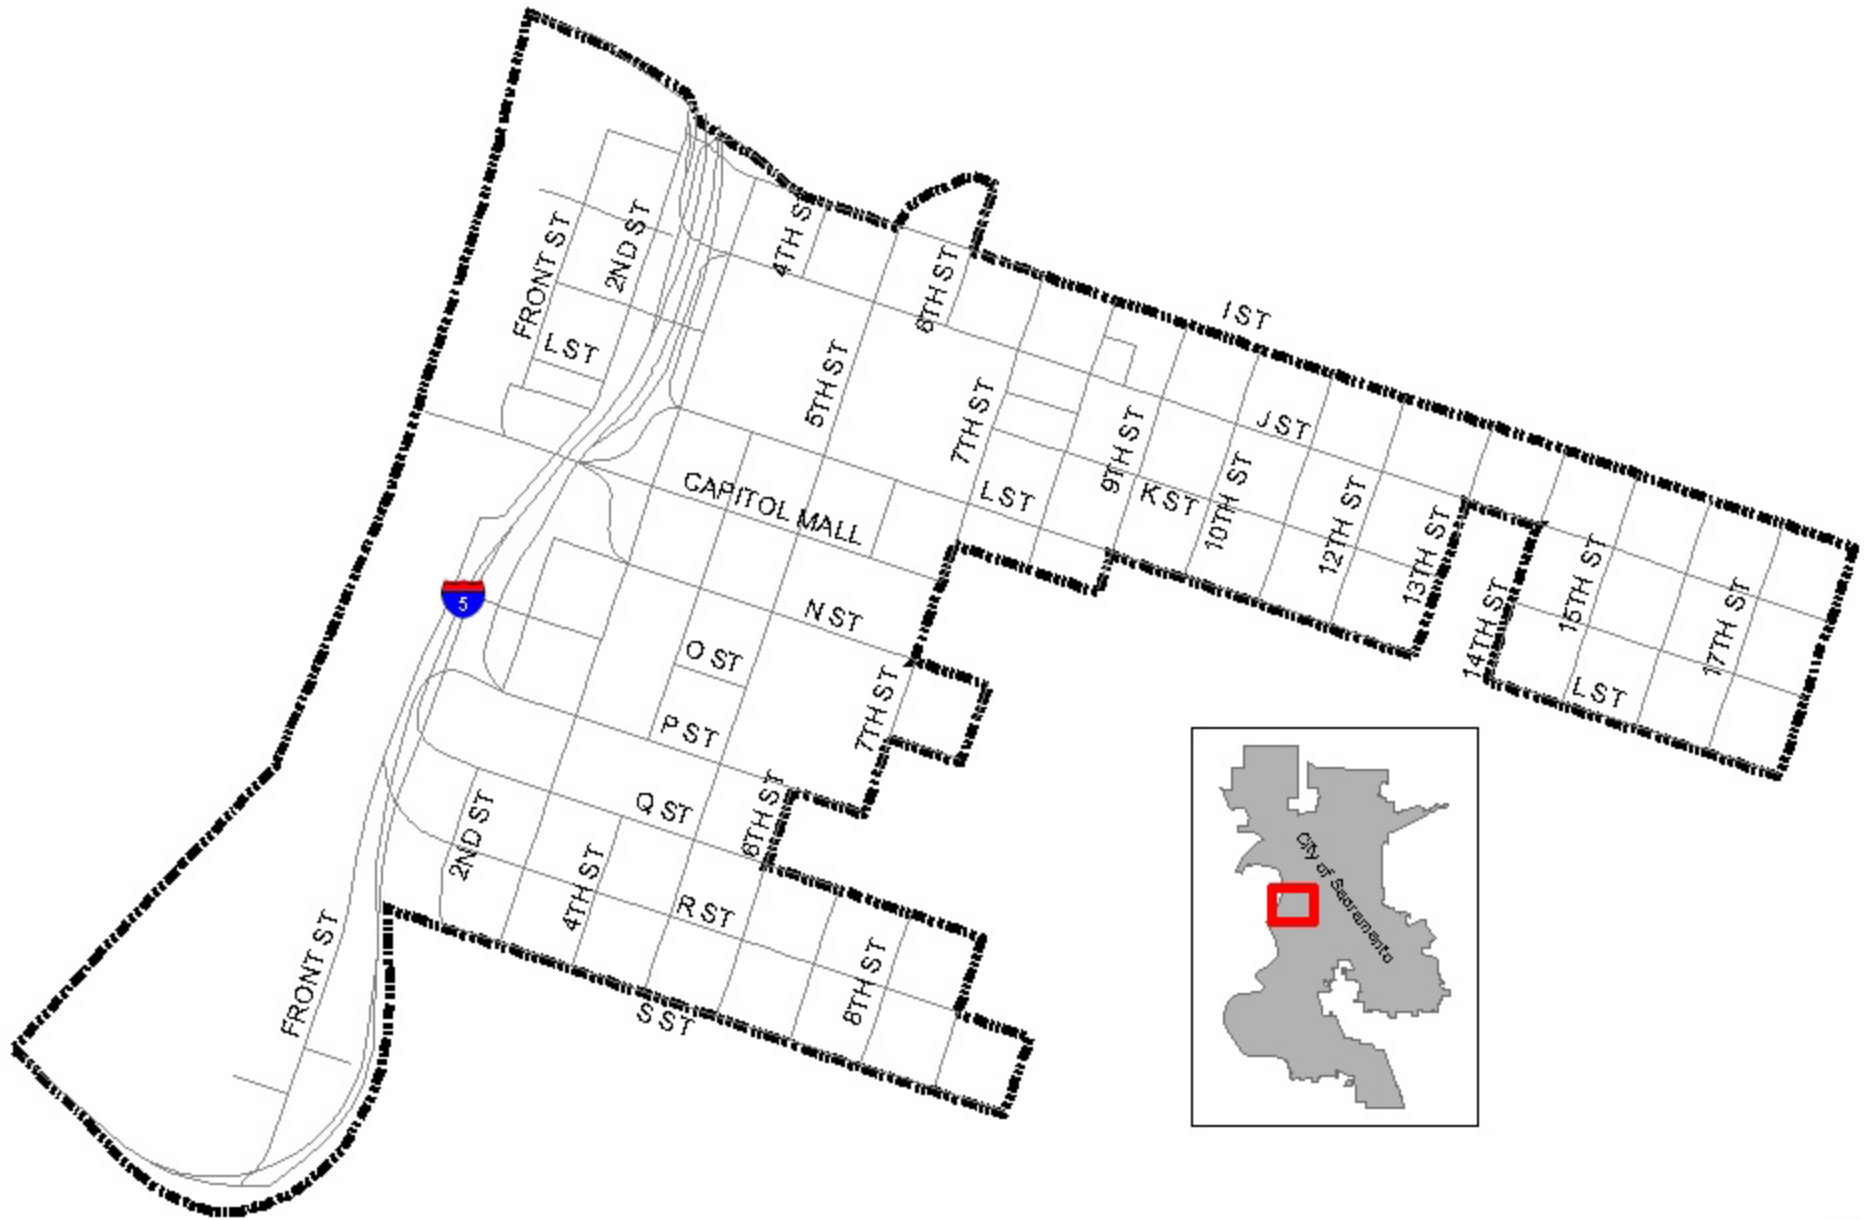 4TH S
2ND ST
FRONT ST
6TH ST
I ST
L ST
5TH ST
7TH ST
J ST
9TH ST
CAPITOL MALL
L ST
K ST
10TH ST
12TH ST
13TH ST
15TH ST
14TH ST
17TH ST
5
N ST
O ST
L ST
7TH ST
P ST
6TH ST
Q ST
2ND ST
4TH ST
R ST
City of Sacramento
FRONT ST
8TH ST
S ST